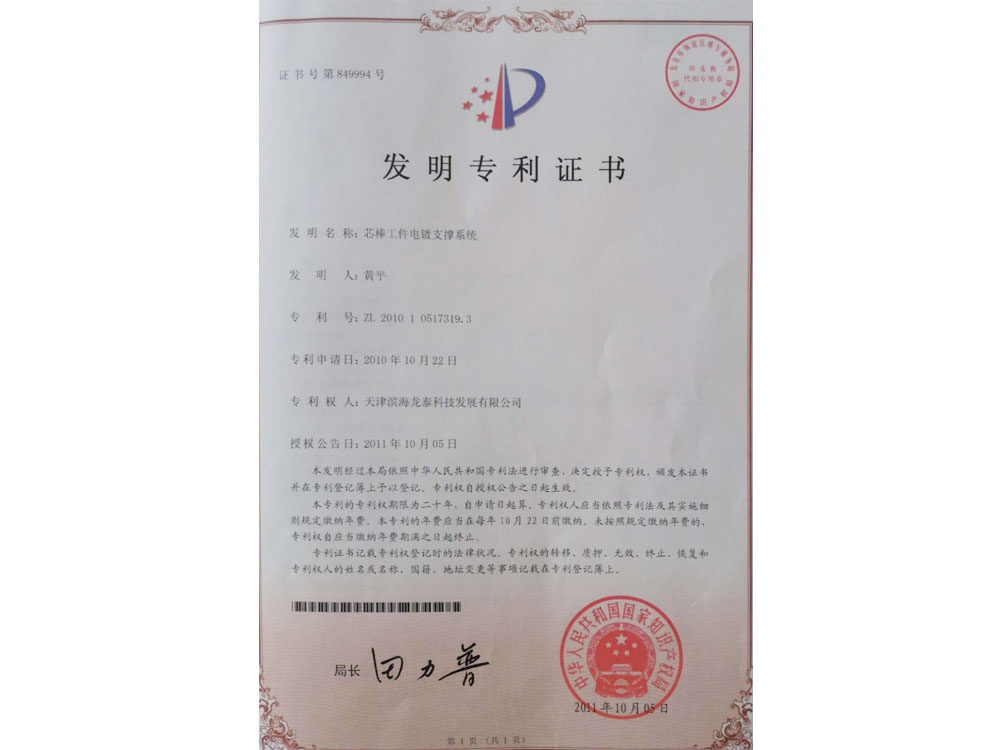 证书号第849994号
印花税
代扣专用章
国家知识产权局
发明专利证书
发明名称：芯棒工件电镀支撑系统
发明人：黄平
专利号：ZL 2010 1 0517319.3
专利申请日：2010年10月22日
专利权人：天津滨海龙泰科技发展有限公司
授权公告日：2011年10月05日
本发明经过本局依照中华人民共和国专利法进行审查，决定授予专利权，颁发本证书
并在专利登记簿上予以登记。专利权自授权公告之日起生效。
本专利的专利权期限为二十年，自申请日起算。专利权人应当依照专利法及其实施细
则规定缴纳年费。本专利的年费应当在每年10月22日前缴纳。未按照规定缴纳年费的，
专利权自应当缴纳年费期满之日起终止。
专利证书记载专利权登记时的法律状况。专利权的转移、质押、无效、终止、恢复和
专利权人的姓名或名称、国籍、地址变更等事项记载在专利登记簿上。
局长 田力普
中华人民共和国国家知识产权局
2011年10月05日
第1页（共1页）